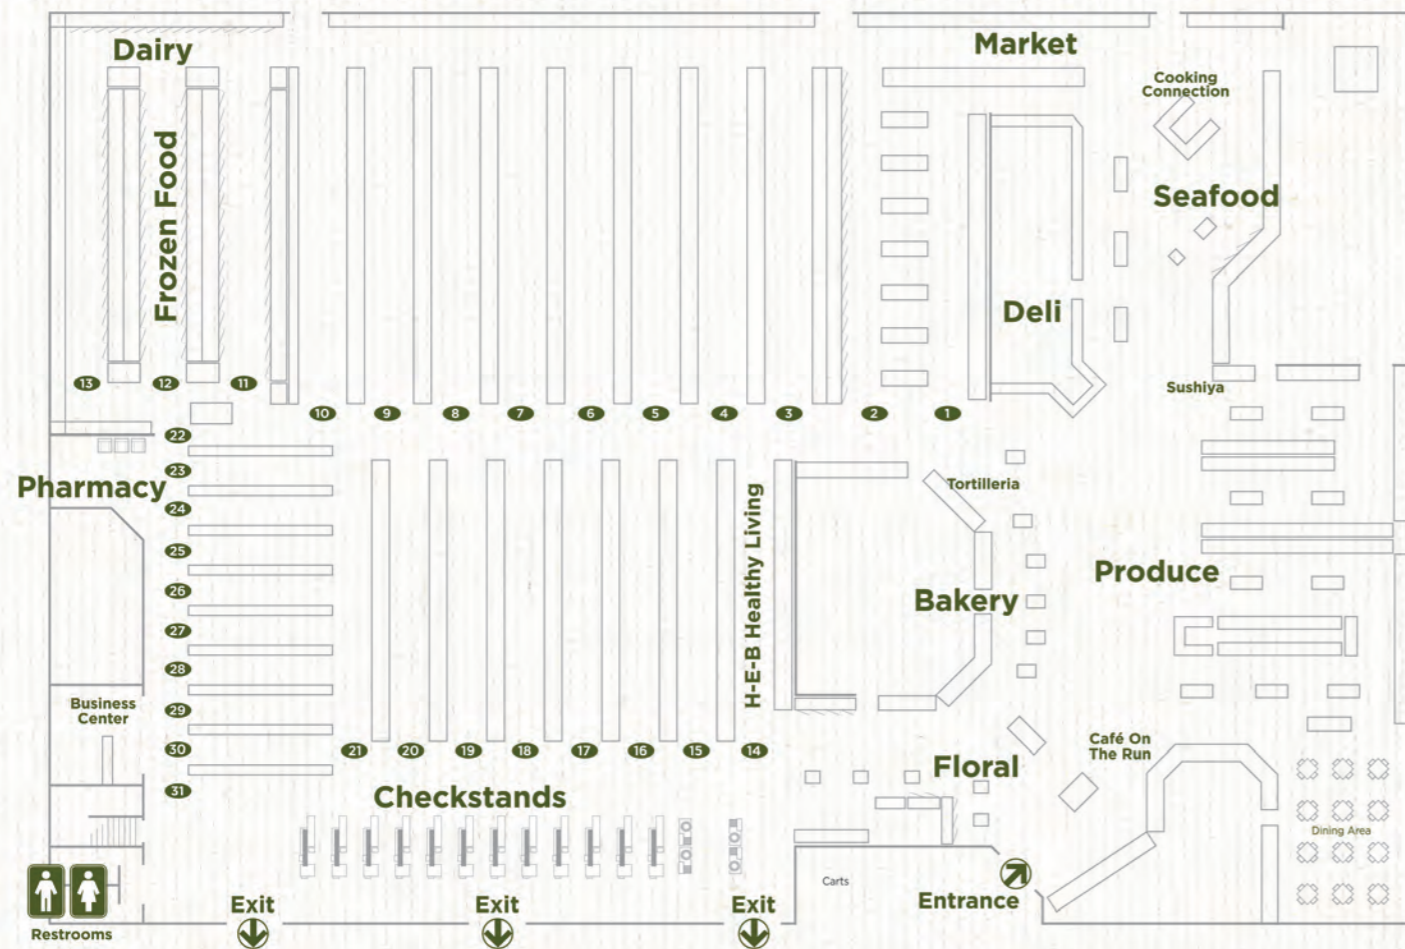 Dairy
Market
Cooking
Connection
Frozen Food
Seafood
Deli
13
12
11
Sushiya
10
9
8
7
6
5
4
3
2
1
22
23
Pharmacy
24
25
26
27
28
29
30
31
Tortilleria
H-E-B Healthy Living
Produce
Bakery
Business
Center
21
20
19
18
17
16
15
14
Café On
The Run
Floral
Checkstands
Dining Area
Carts
Entrance
Exit
Exit
Exit
Restrooms